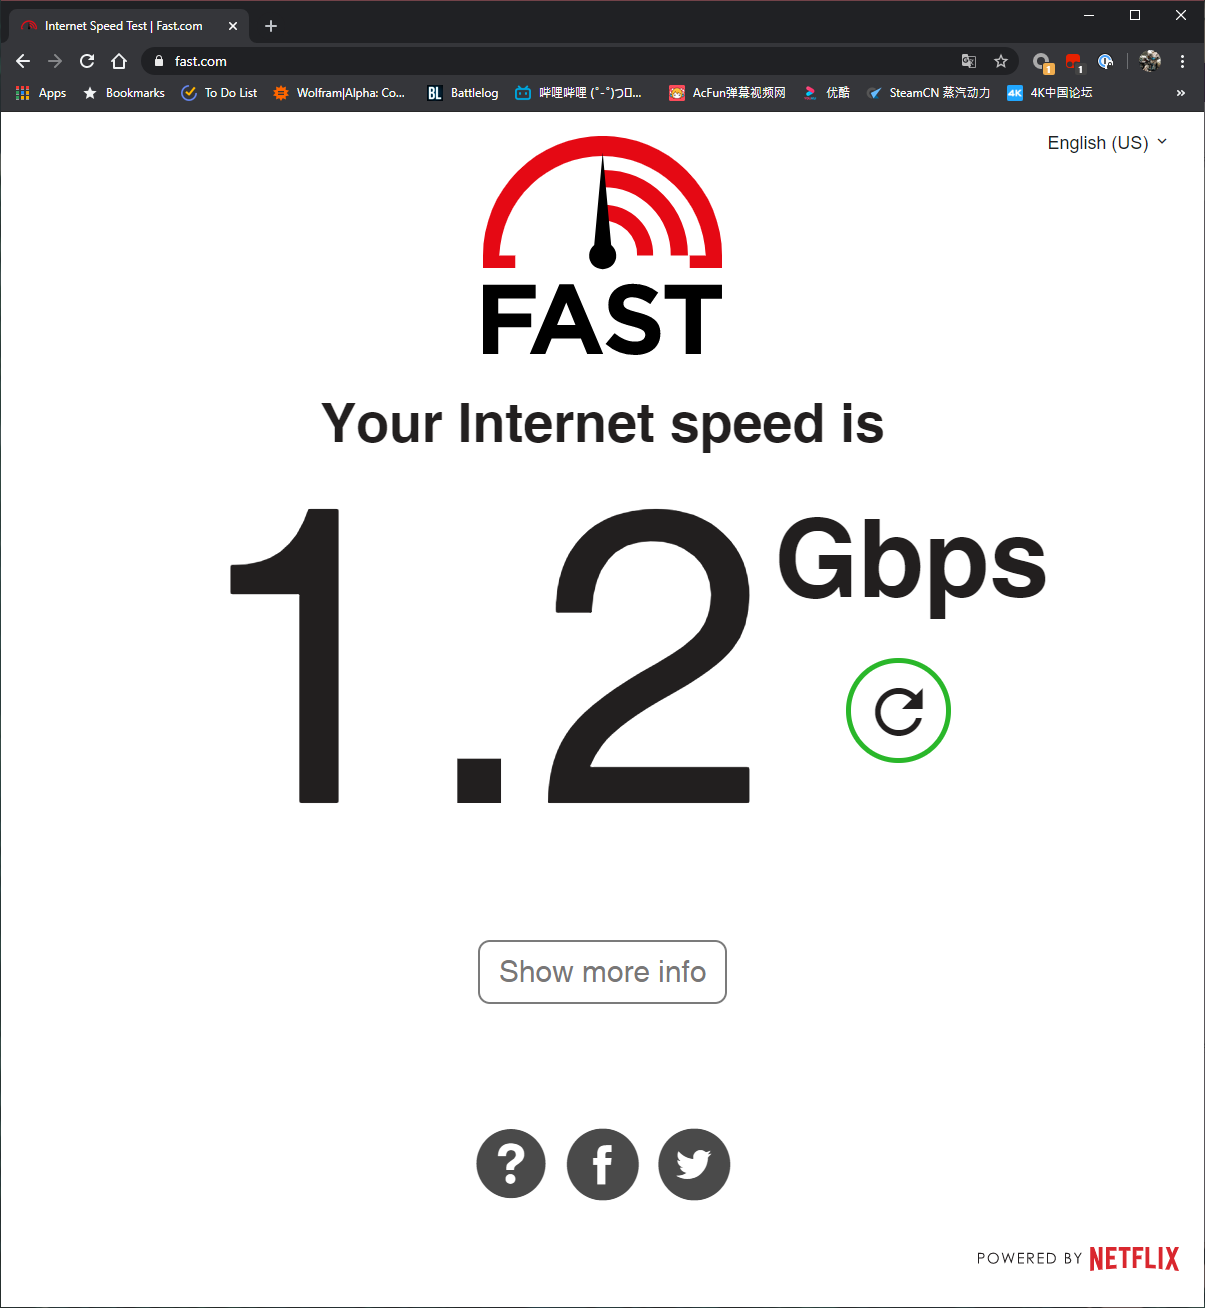 Internet Speed Test | Fast.com
fast.com
1
1
Apps
Bookmarks
To Do List
Wolfram|Alpha: Co...
BL
Battlelog
哔哩哔哩
AcFun弹幕视频网
优酷
SteamCN 蒸汽动力
4K
4K中国论坛
»
English (US)
FAST
Your Internet speed is
1.2 Gbps
Show more info
?
f
POWERED BY NETFLIX